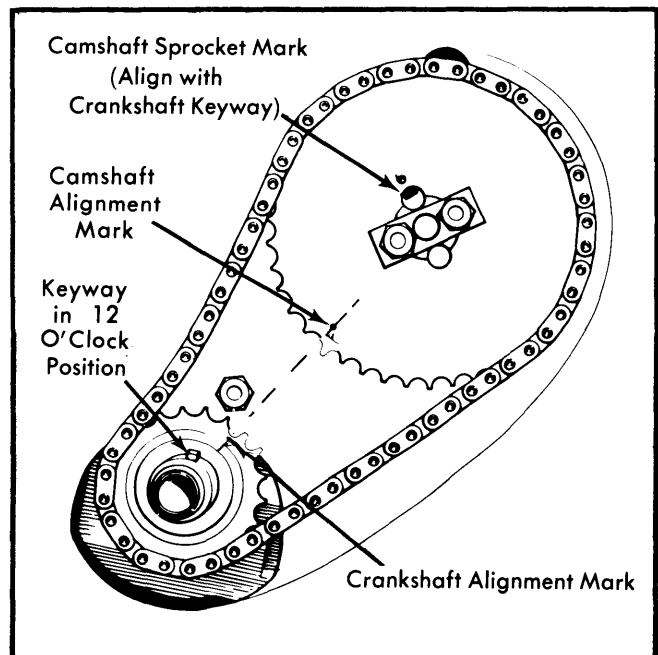 Camshaft Sprocket Mark
(Align with
Crankshaft Keyway)
Camshaft
Alignment
Mark
Keyway
in 12
O'Clock
Position
Crankshaft Alignment Mark